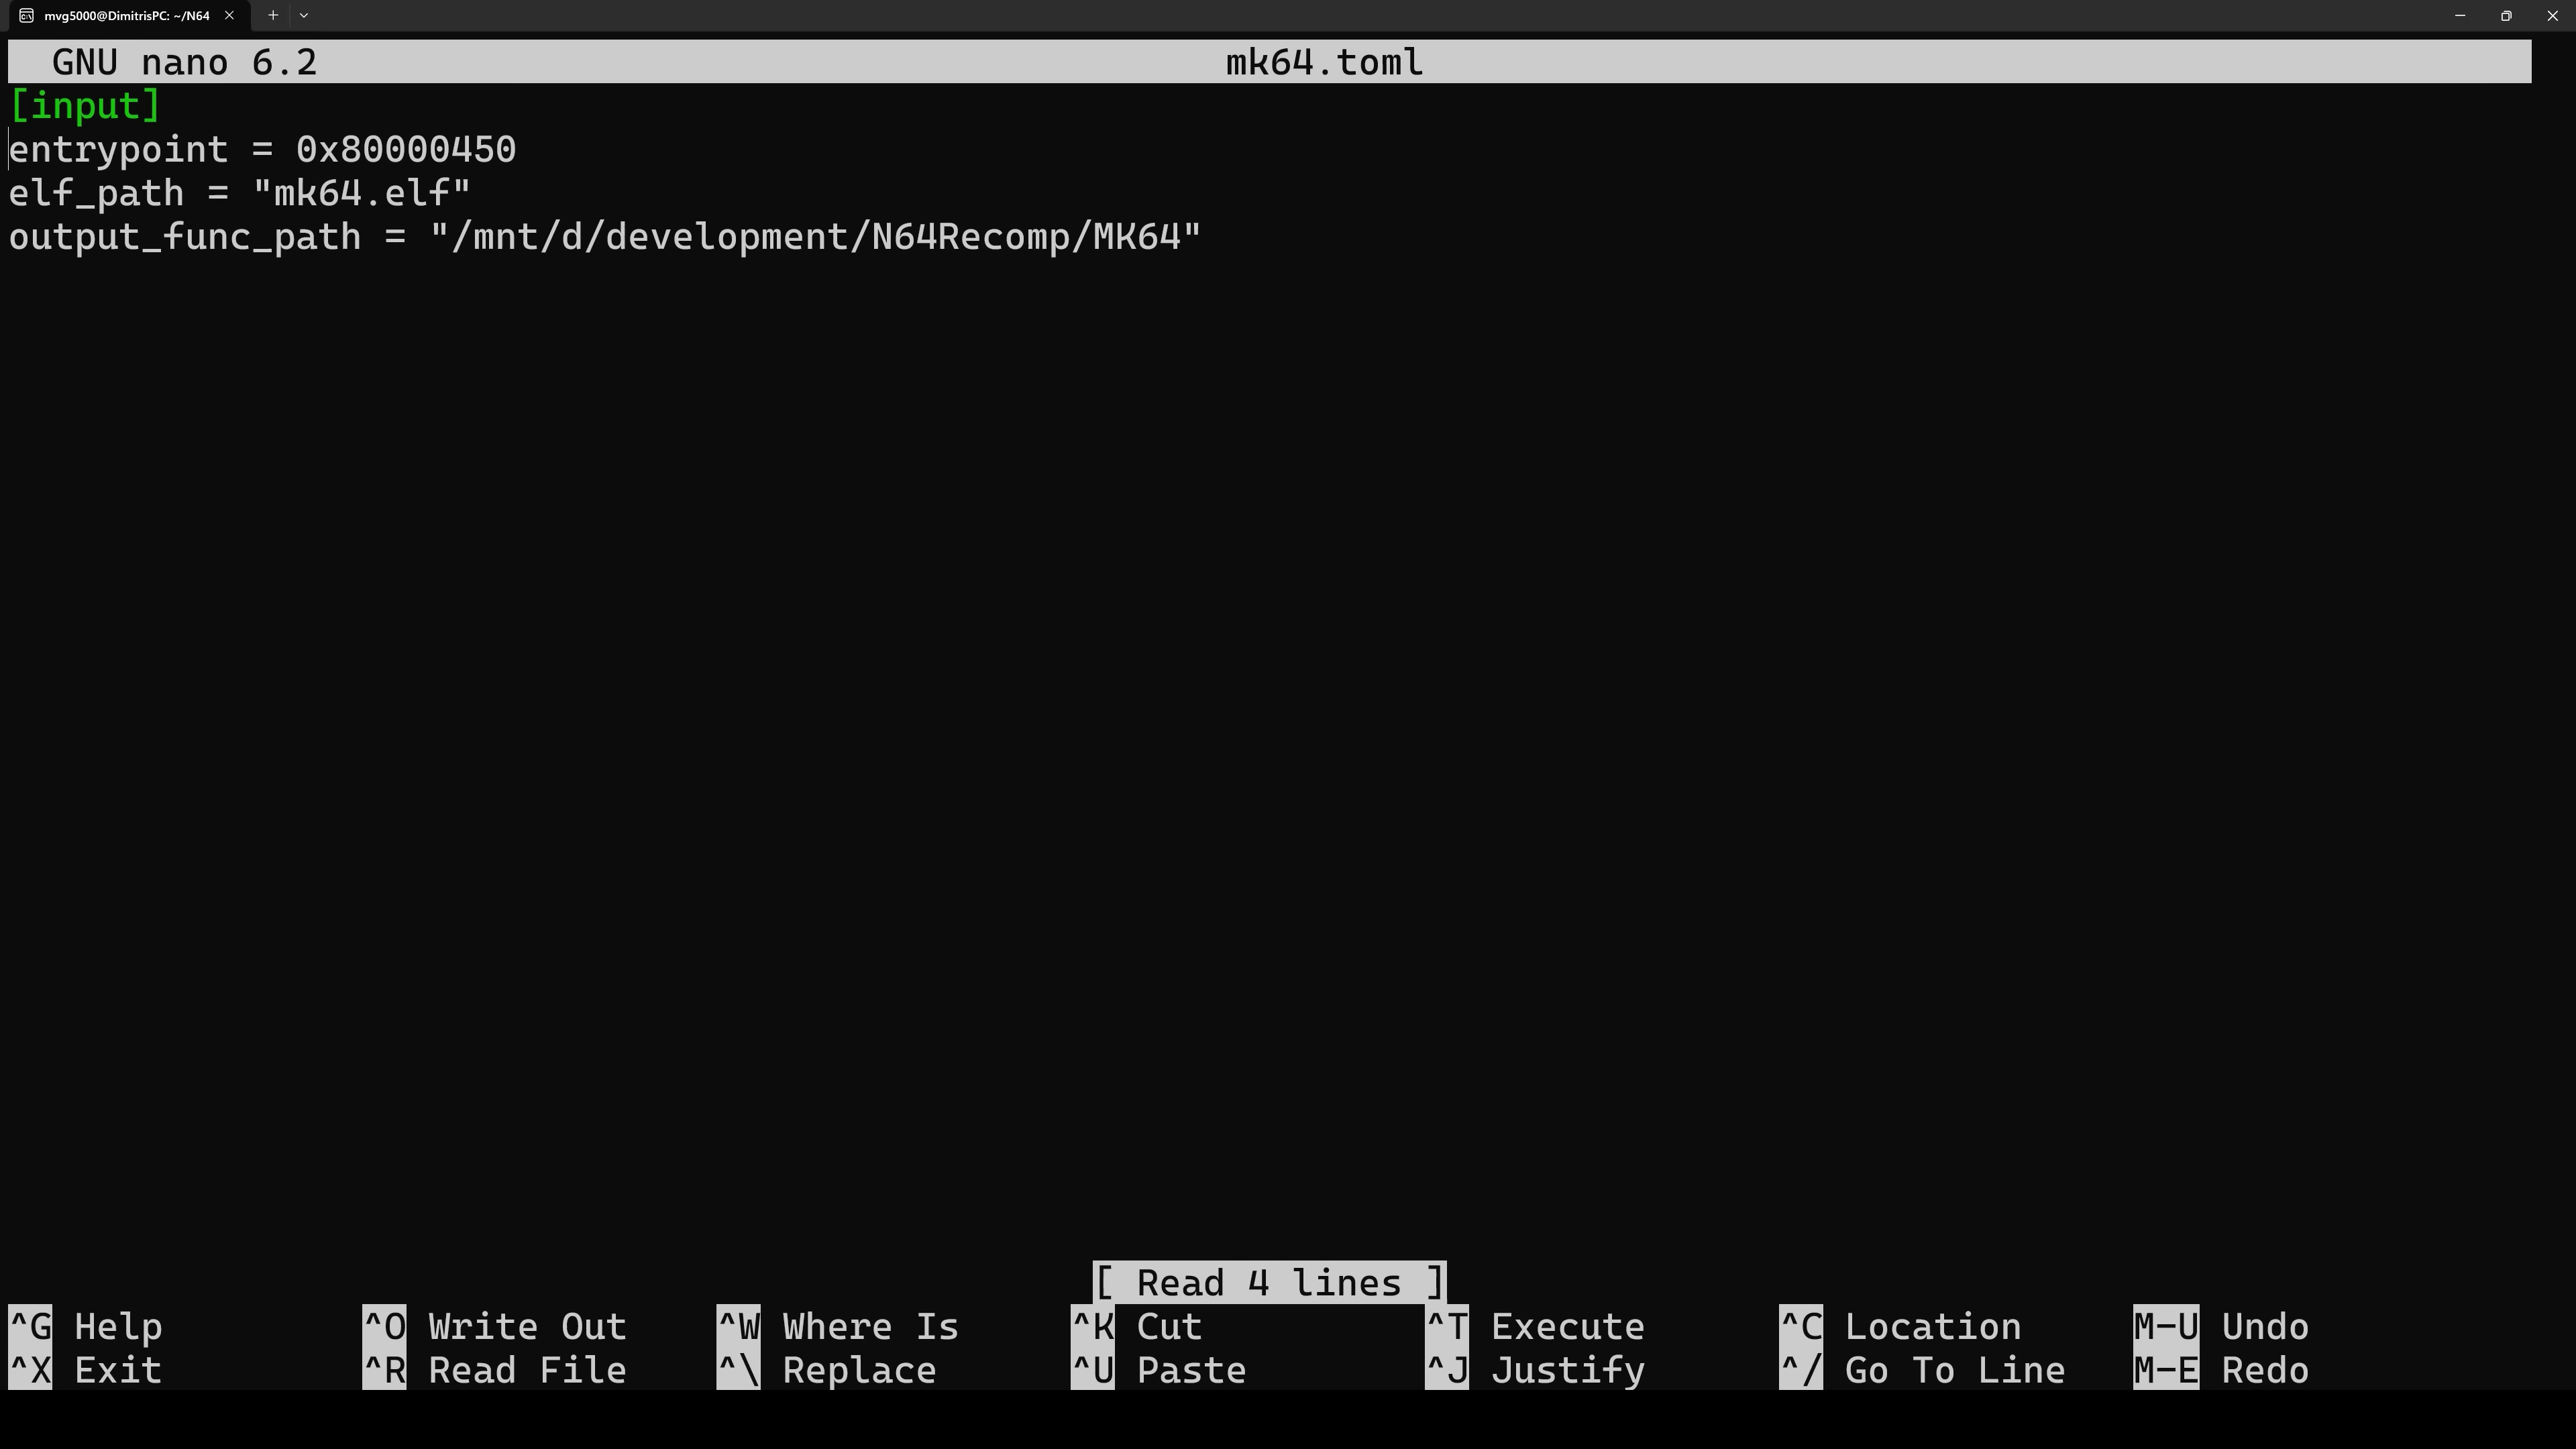 mvg5000@DimitrisPC: ~/N64
GNU nano 6.2 mk64.toml
[input]
entrypoint = 0x80000450
elf_path = "mk64.elf"
output_func_path = "/mnt/d/development/N64Recomp/MK64"
[ Read 4 lines ]
^G Help ^O Write Out ^W Where Is ^K Cut ^T Execute ^C Location M-U Undo
^X Exit ^R Read File ^\ Replace ^U Paste ^J Justify ^/ Go To Line M-E Redo